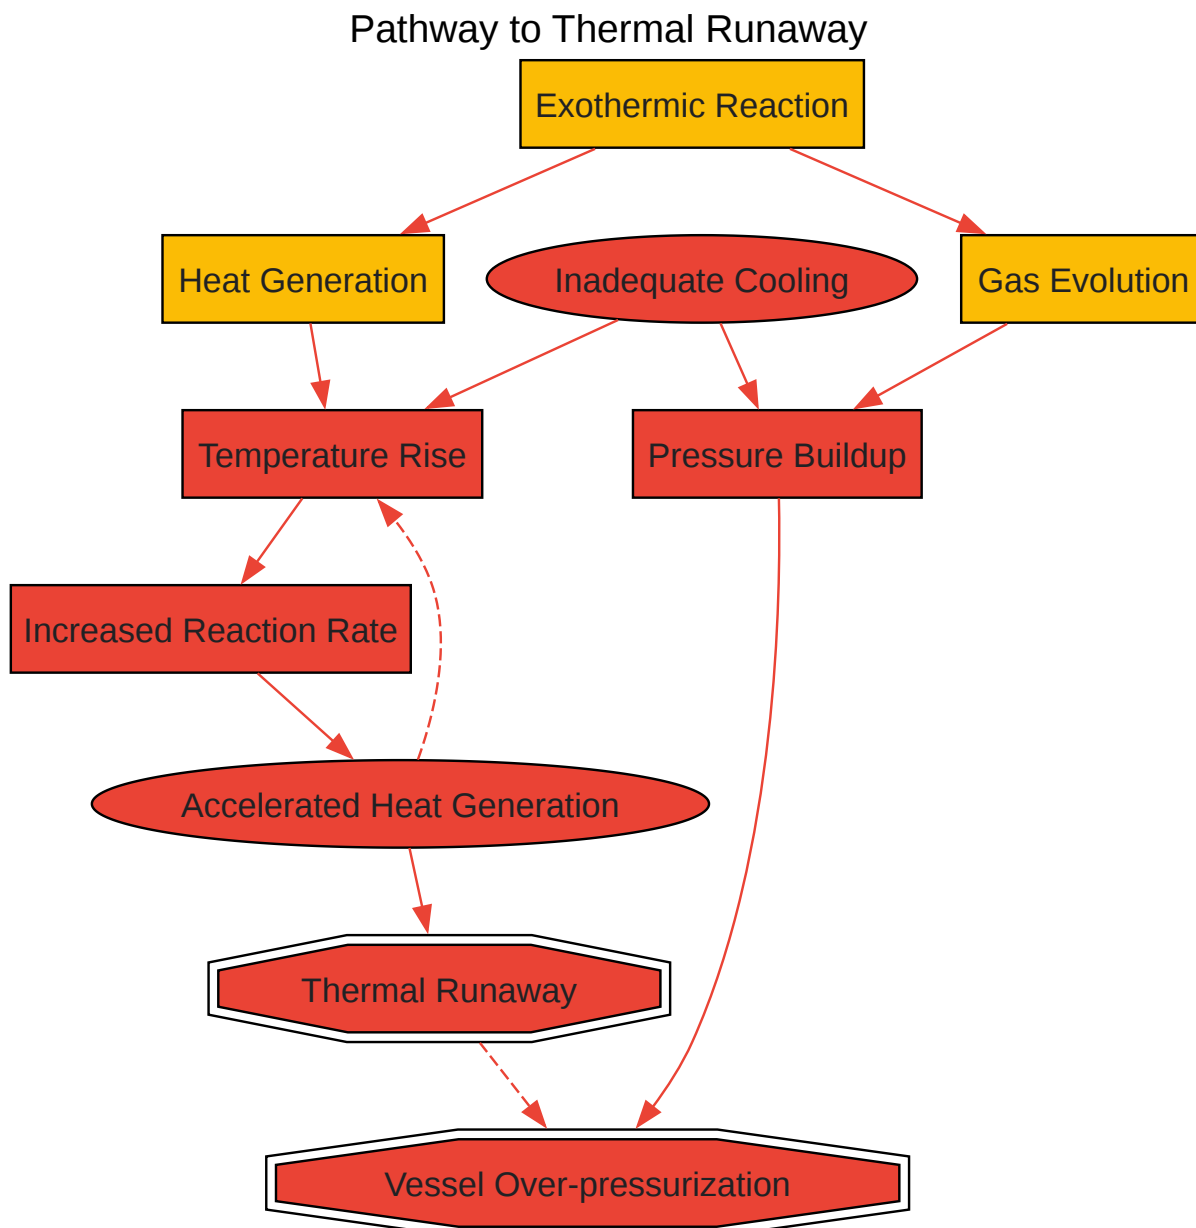 Pathway to Thermal Runaway
Exothermic Reaction
Heat Generation
Inadequate Cooling
Gas Evolution
Temperature Rise
Pressure Buildup
Increased Reaction Rate
Accelerated Heat Generation
Thermal Runaway
Vessel Over-pressurization